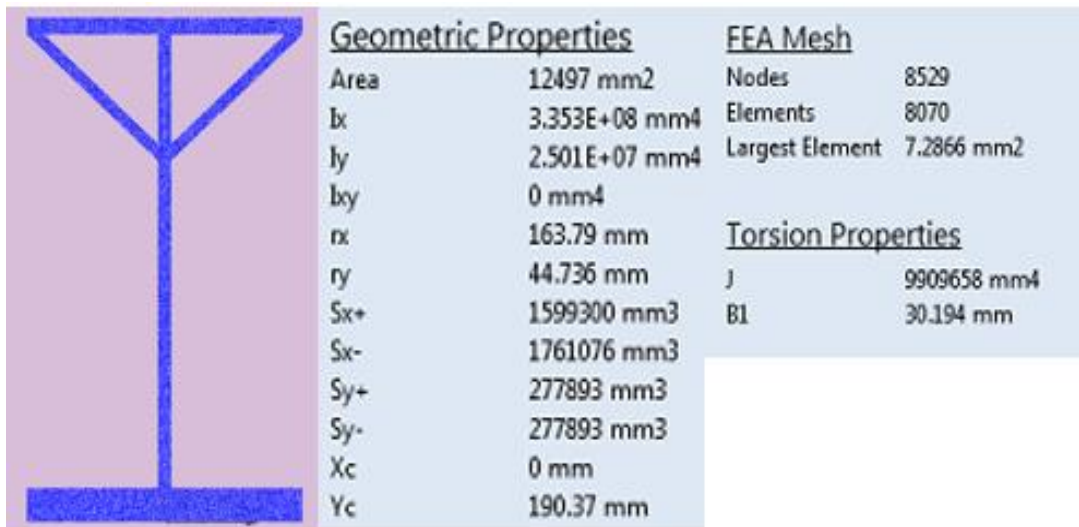 Geometric Properties
Area 12497 mm2
Ix 3.353E+08 mm4
Iy 2.501E+07 mm4
Ixy 0 mm4
rx 163.79 mm
ry 44.736 mm
Sx+ 1599300 mm3
Sx- 1761076 mm3
Sy+ 277893 mm3
Sy- 277893 mm3
Xc 0 mm
Yc 190.37 mm
FEA Mesh
Nodes 8529
Elements 8070
Largest Element 7.2866 mm2
Torsion Properties
J 9909658 mm4
B1 30.194 mm